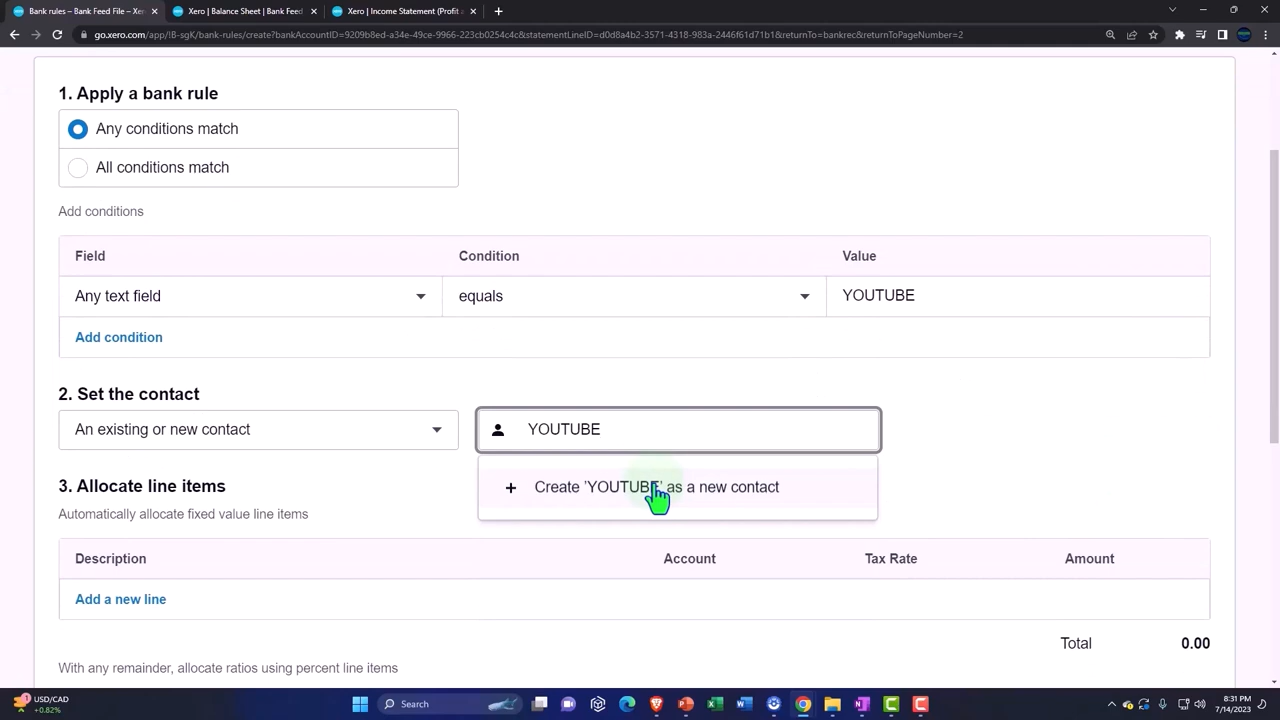 Bank rules – Bank Feed File – Xero
Xero | Balance Sheet | Bank Feed
Xero | Income Statement (Profit a
go.xero.com/app/!B-sgK/bank-rules/create?bankAccountID=9209b8ed-a34e-49ce-9966-223cb0254c4c&statementLineID=d0d8a4b2-3571-4318-983a-2446f61d71b1&returnTo=bankrec&returnToPageNumber=2
1. Apply a bank rule
Any conditions match
All conditions match
Add conditions
Field Condition Value
Any text field equals YOUTUBE
Add condition
2. Set the contact
An existing or new contact YOUTUBE
Create 'YOUTUBE' as a new contact
3. Allocate line items
Automatically allocate fixed value line items
Description Account Tax Rate Amount
Add a new line
Total 0.00
With any remainder, allocate ratios using percent line items
USD/CAD
+0.82%
Search
8:31 PM
7/14/2023